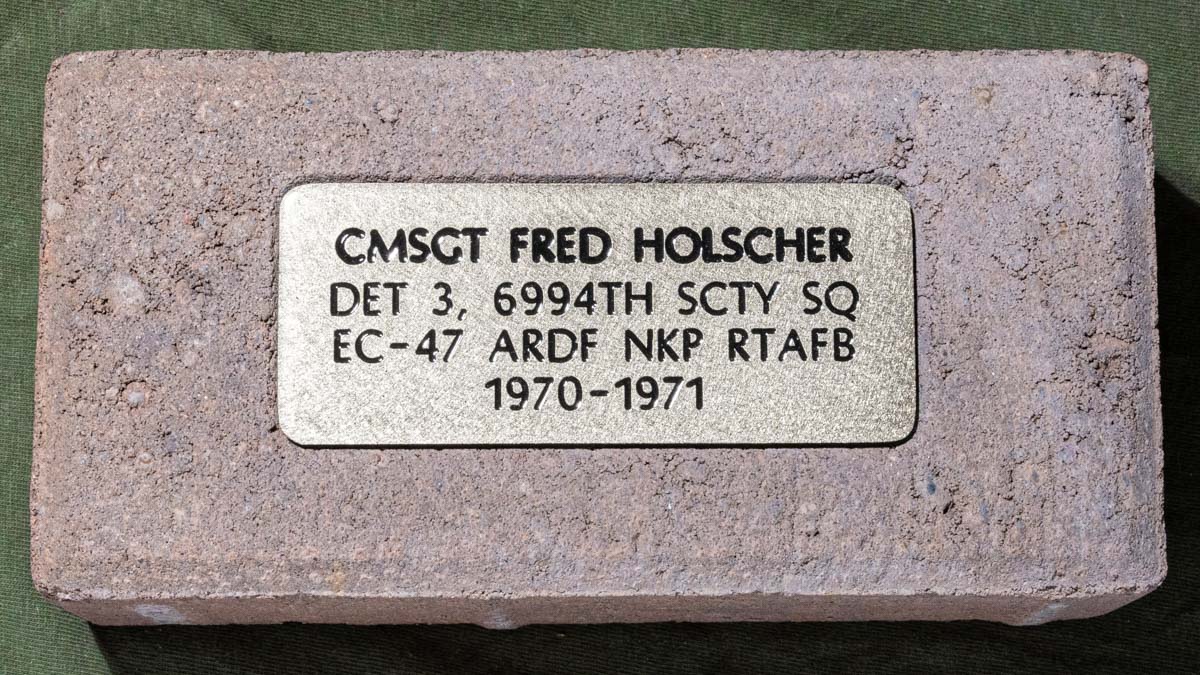 CMSGT FRED HOLSCHER
DET 3, 6994TH SCTY SQ
EC-47 ARDF NKP RTAFB
1970-1971